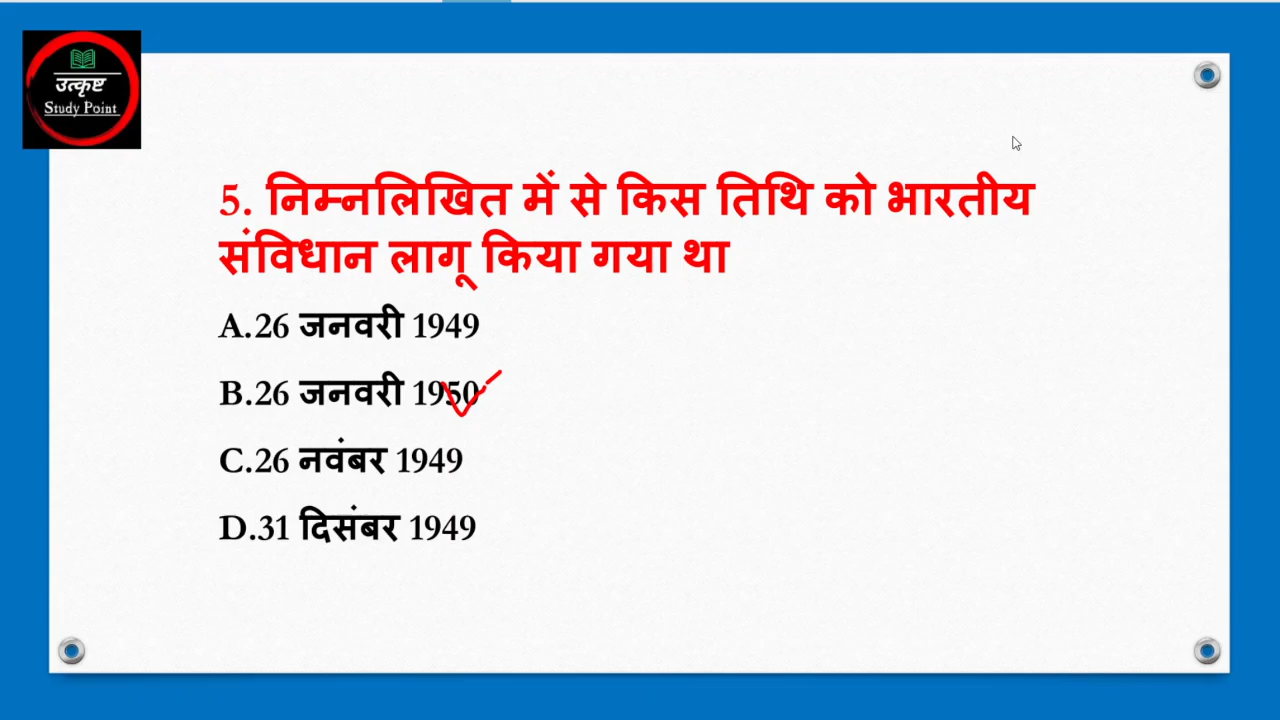 उत्कृष्ट
Study Point
5. निम्नलिखित में से किस तिथि को भारतीय
संविधान लागू किया गया था
A.26 जनवरी 1949
B.26 जनवरी 1950
C.26 नवंबर 1949
D.31 दिसंबर 1949